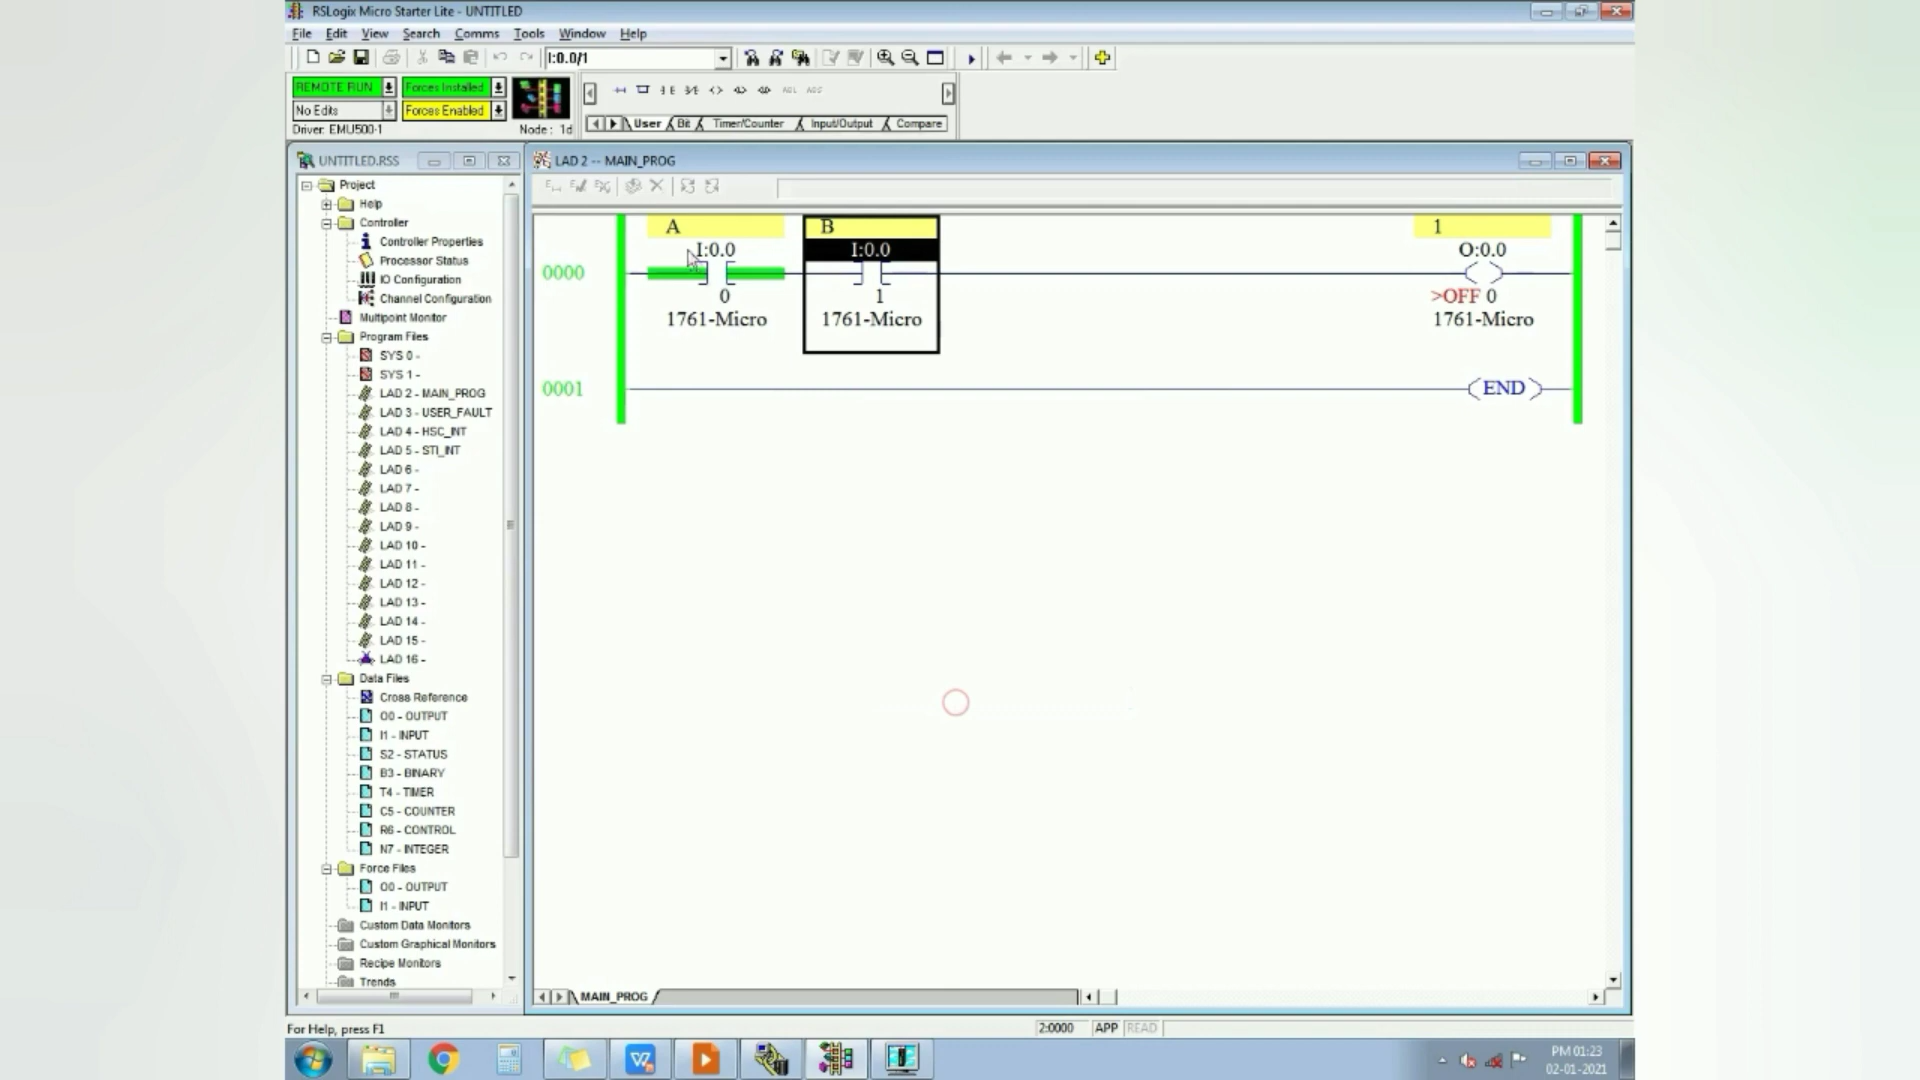 RSLogix Micro Starter Lite - UNTITLED
File Edit View Search Comms Tools Window Help
I:0.0/1
REMOTE RUN Forces Installed
No Edits Forces Enabled
Driver: EMU500-1 Node: 1d
User Bit Timer/Counter Input/Output Compare
UNTITLED.RSS
Project
Help
Controller
Controller Properties
Processor Status
IO Configuration
Channel Configuration
Multipoint Monitor
Program Files
SYS 0 -
SYS 1 -
LAD 2 - MAIN_PROG
LAD 3 - USER_FAULT
LAD 4 - HSC_INT
LAD 5 - STI_INT
LAD 6 -
LAD 7 -
LAD 8 -
LAD 9 -
LAD 10 -
LAD 11 -
LAD 12 -
LAD 13 -
LAD 14 -
LAD 15 -
LAD 16 -
Data Files
Cross Reference
O0 - OUTPUT
I1 - INPUT
S2 - STATUS
B3 - BINARY
T4 - TIMER
C5 - COUNTER
R6 - CONTROL
N7 - INTEGER
Force Files
O0 - OUTPUT
I1 - INPUT
Custom Data Monitors
Custom Graphical Monitors
Recipe Monitors
Trends
LAD 2 -- MAIN_PROG
A B 1
I:0.0 I:0.0 O:0.0
0000
0 1 >OFF 0
1761-Micro 1761-Micro 1761-Micro
0001 END
MAIN_PROG
For Help, press F1 2:0000 APP READ
PM 01:23
02-01-2021